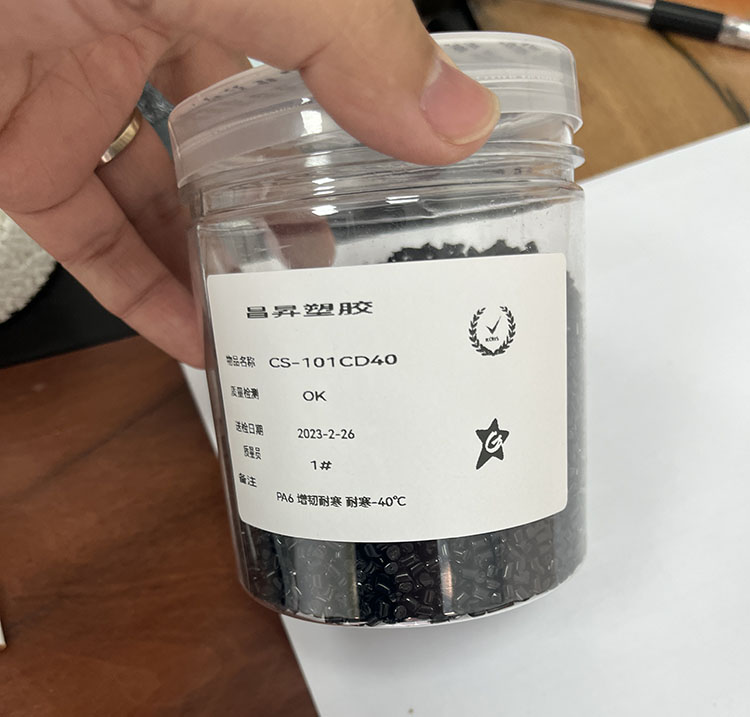 昌昇塑胶
物品名称 CS-101CD40
质量检测 OK
送检日期 2023-2-26
质量员 1#
备注 PA6 增韧耐寒 耐寒-40℃